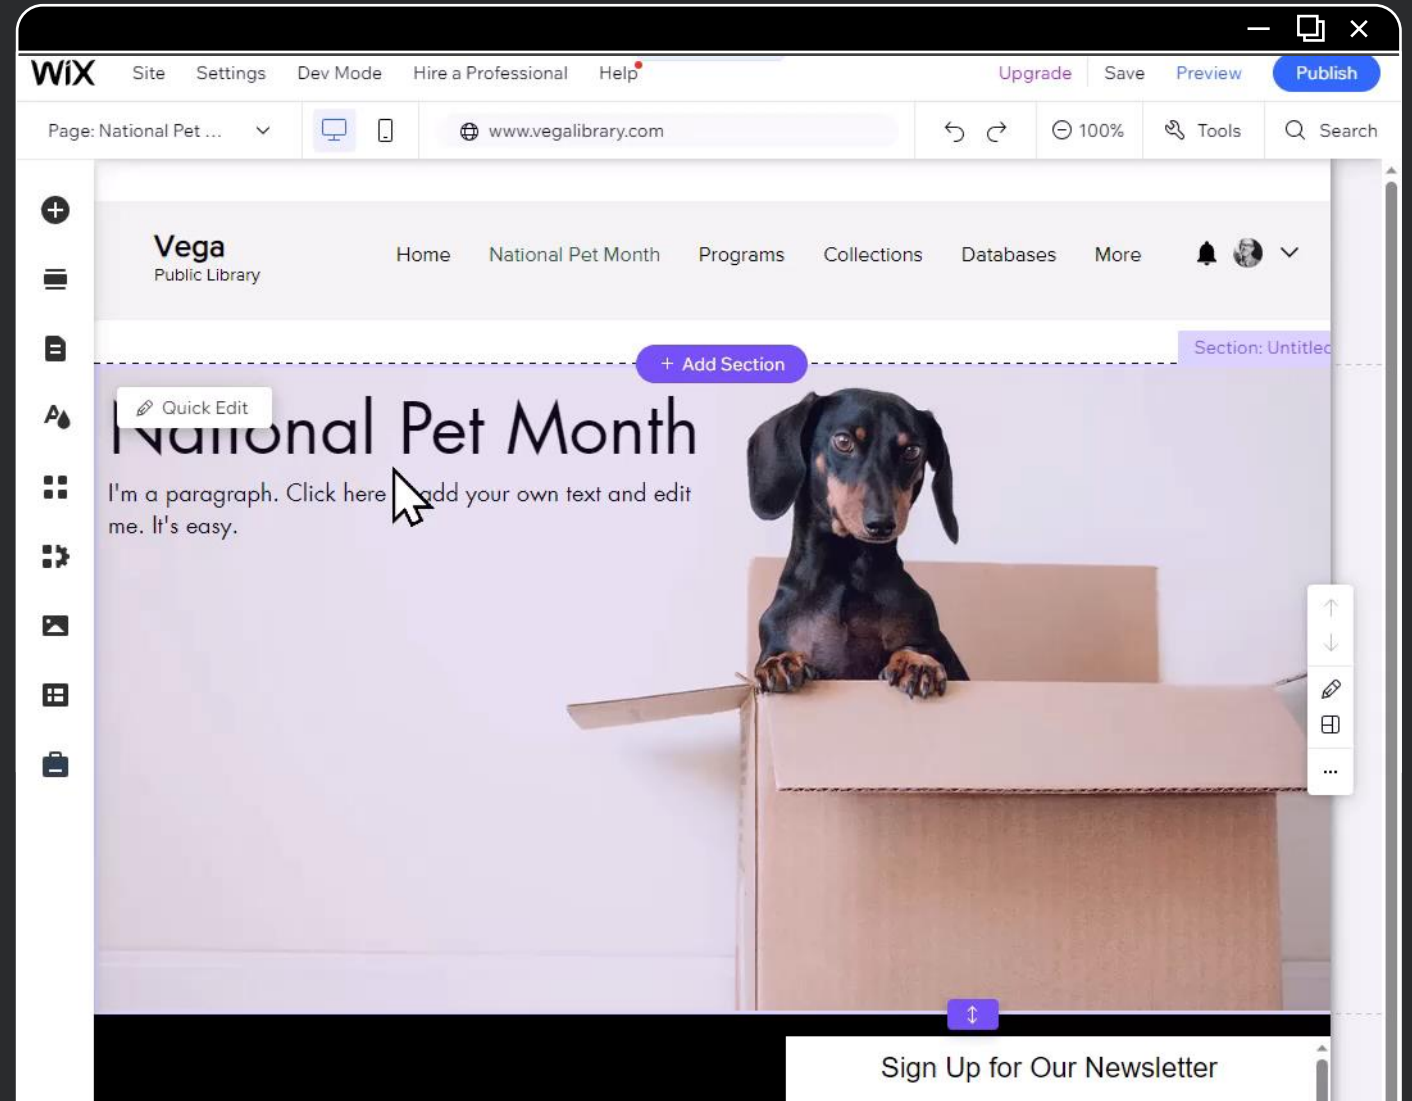 WiX Site Settings Dev Mode Hire a Professional Help Upgrade Save Preview Publish
Page: National Pet ... www.vegalibrary.com 100% Tools Search
Vega
Public Library
Home National Pet Month Programs Collections Databases More
Section: Untitled
+ Add Section
Quick Edit
National Pet Month
I'm a paragraph. Click here add your own text and edit
me. It's easy.
Sign Up for Our Newsletter